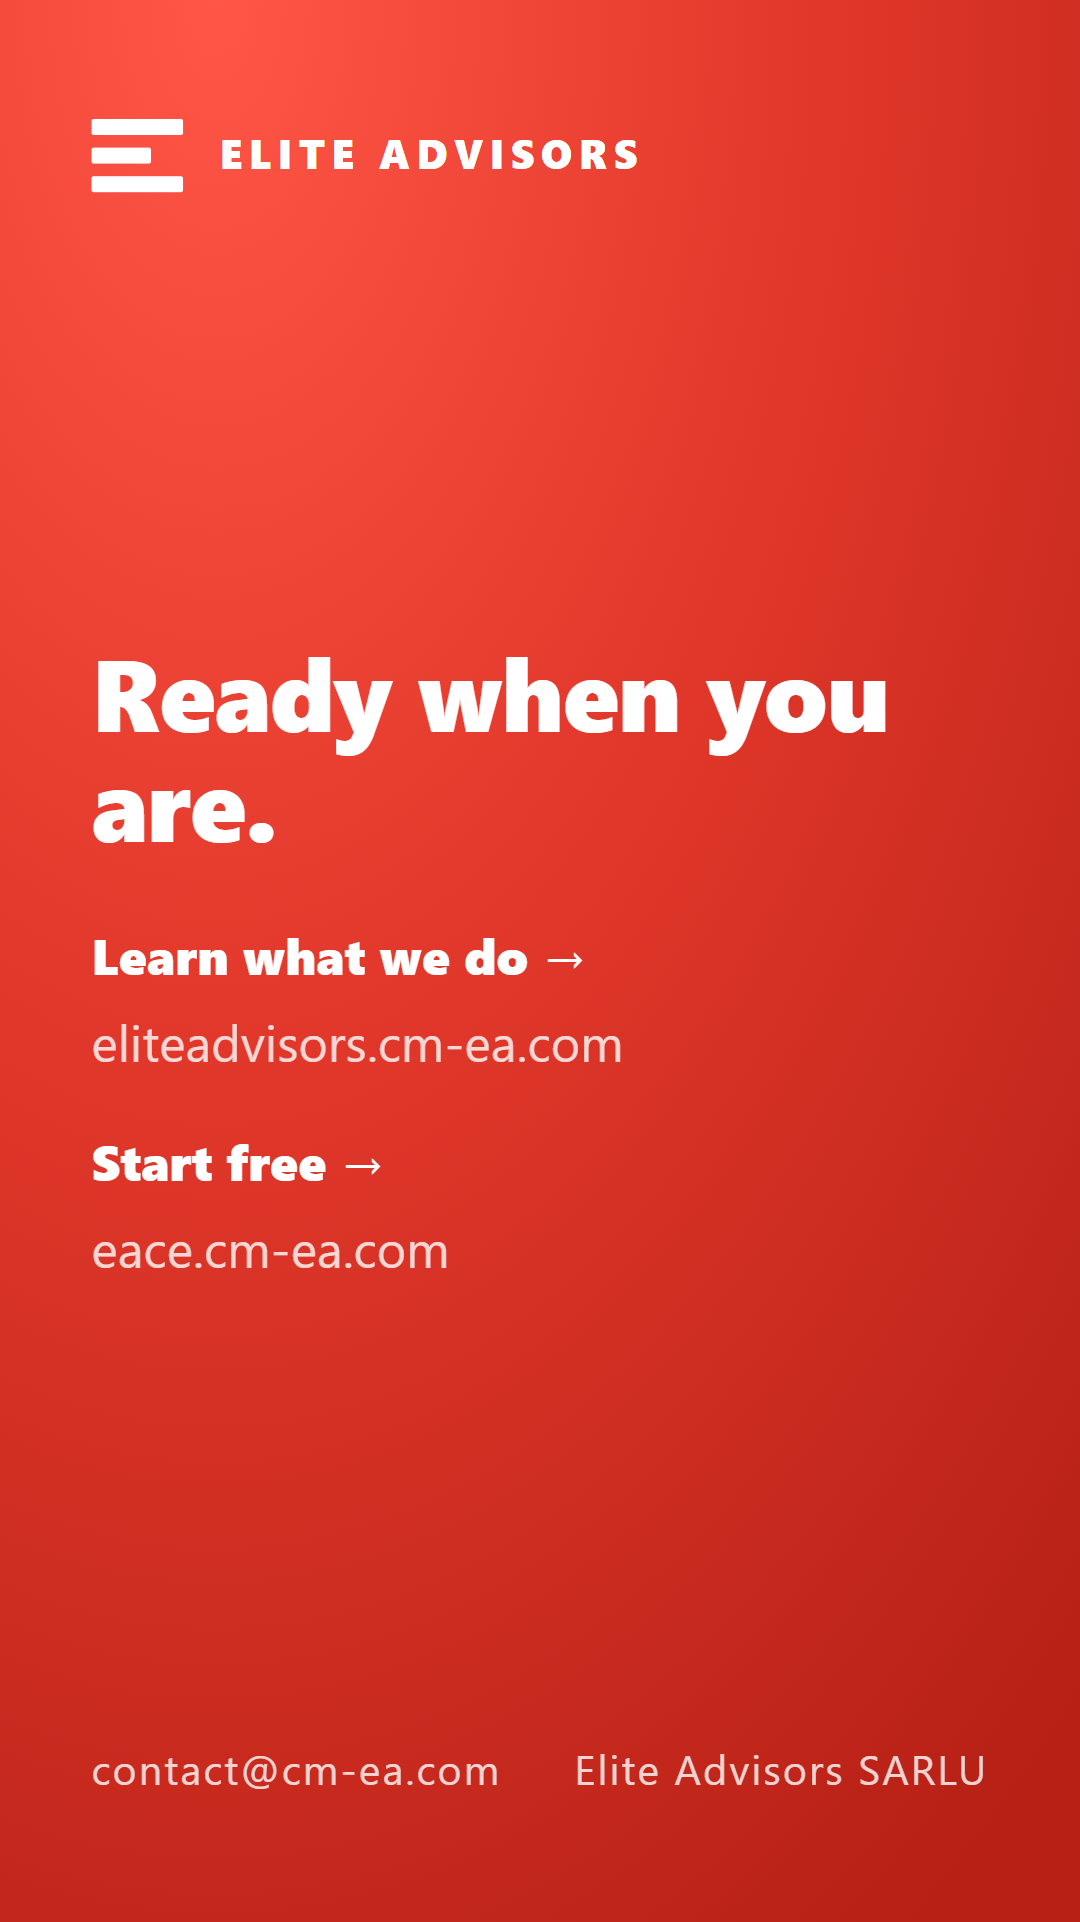 ELITE ADVISORS
Ready when you
are.
Learn what we do →
eliteadvisors.cm-ea.com
Start free →
eace.cm-ea.com
contact@cm-ea.com Elite Advisors SARLU